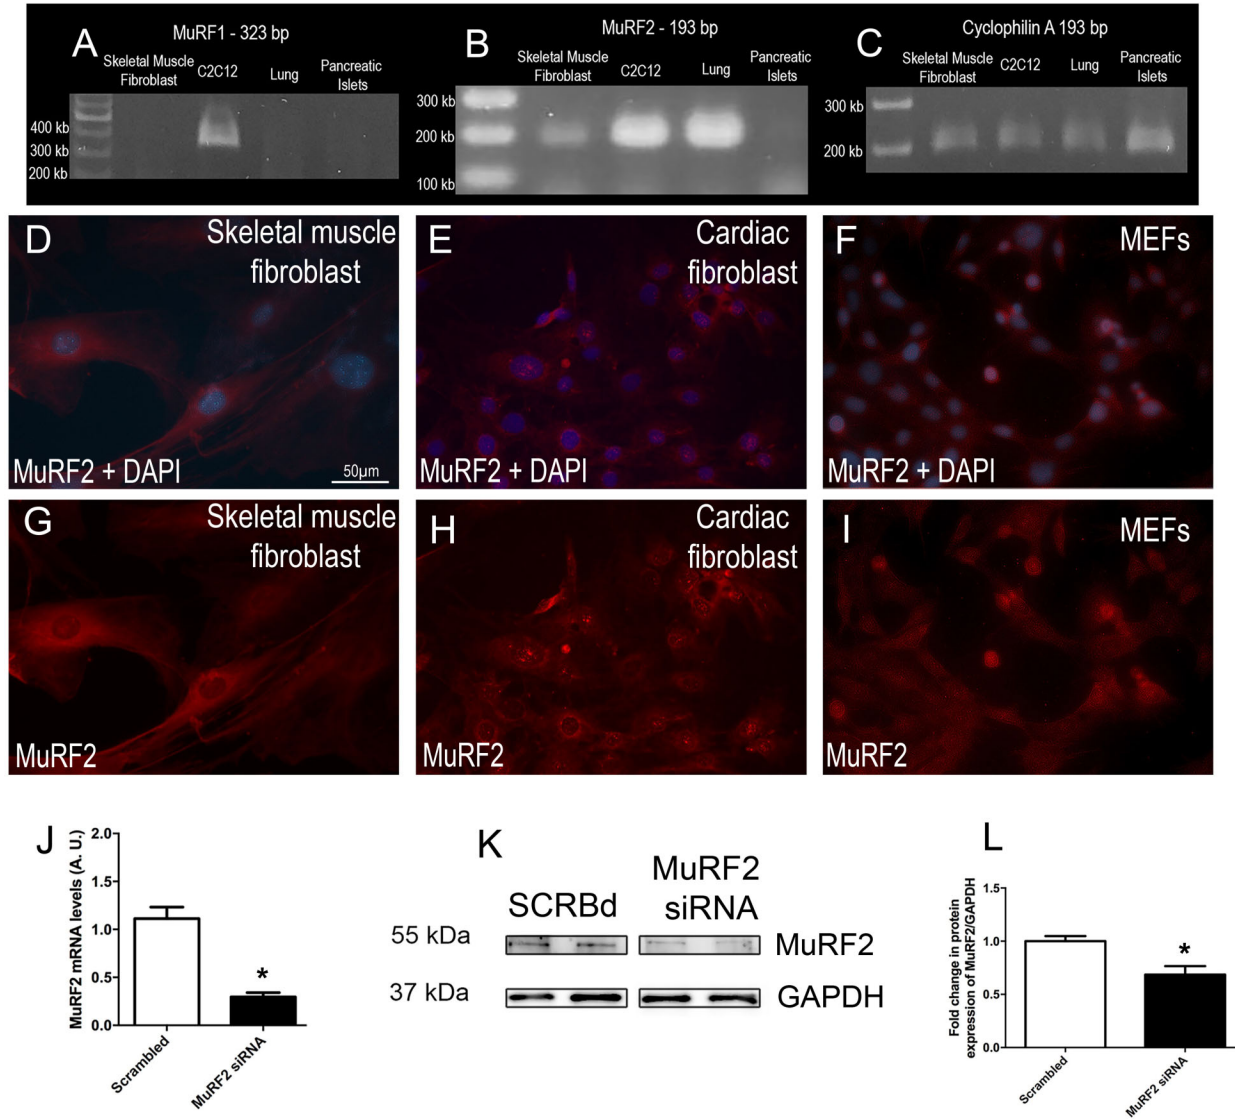 A
MuRF1 - 323 bp
Skeletal Muscle
Fibroblast
C2C12
Lung
Pancreatic
Islets
400 kb
300 kb
200 kb
B
MuRF2 - 193 bp
Skeletal Muscle
Fibroblast
C2C12
Lung
Pancreatic
Islets
300 kb
200 kb
100 kb
C
Cyclophilin A 193 bp
Skeletal Muscle
Fibroblast
C2C12
Lung
Pancreatic
Islets
300 kb
200 kb
D
Skeletal muscle
fibroblast
MuRF2 + DAPI
50µm
E
Cardiac
fibroblast
MuRF2 + DAPI
F
MEFs
MuRF2 + DAPI
G
Skeletal muscle
fibroblast
MuRF2
H
Cardiac
fibroblast
MuRF2
I
MEFs
MuRF2
J
MuRF2 mRNA levels (A. U.)
2.0
1.5
1.0
0.5
0.0
*
Scrambled
MuRF2 siRNA
K
SCRBd
MuRF2
siRNA
55 kDa
MuRF2
37 kDa
GAPDH
L
Fold change in protein
expression of MuRF2/GAPDH
1.5
1.0
0.5
0.0
*
Scrambled
MuRF2 siRNA